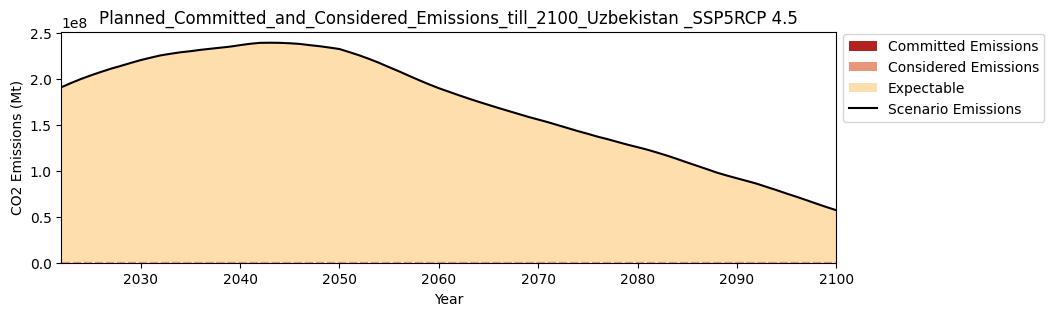 Planned_Committed_and_Considered_Emissions_till_2100_Uzbekistan _SSP5RCP 4.5
1e8
2.5
2.0
1.5
1.0
0.5
0.0
CO2 Emissions (Mt)
2030 2040 2050 2060 2070 2080 2090 2100
Year
Committed Emissions
Considered Emissions
Expectable
Scenario Emissions